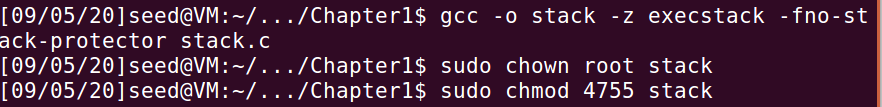 [09/05/20]seed@VM:~/.../Chapter1$ gcc -o stack -z execstack -fno-st
ack-protector stack.c
[09/05/20]seed@VM:~/.../Chapter1$ sudo chown root stack
[09/05/20]seed@VM:~/.../Chapter1$ sudo chmod 4755 stack